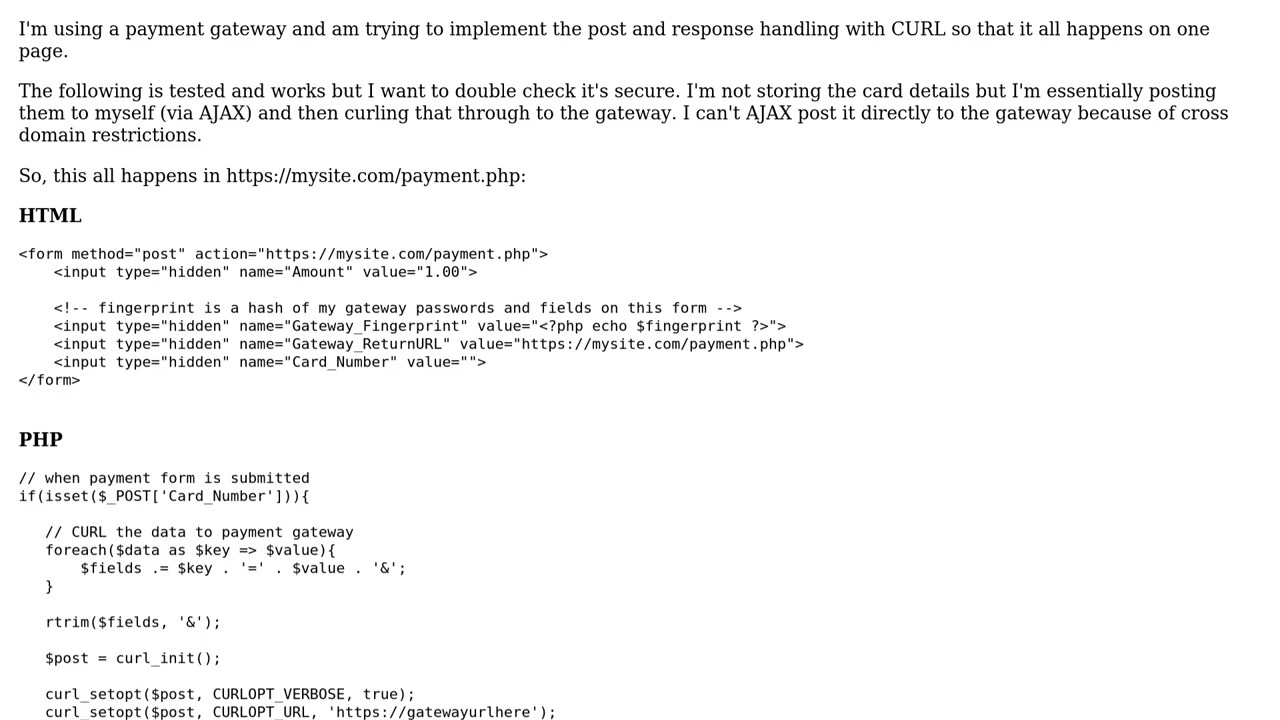 I'm using a payment gateway and am trying to implement the post and response handling with CURL so that it all happens on one
page.
The following is tested and works but I want to double check it's secure. I'm not storing the card details but I'm essentially posting
them to myself (via AJAX) and then curling that through to the gateway. I can't AJAX post it directly to the gateway because of cross
domain restrictions.
So, this all happens in https://mysite.com/payment.php:
HTML
<form method="post" action="https://mysite.com/payment.php">
    <input type="hidden" name="Amount" value="1.00">
    <!-- fingerprint is a hash of my gateway passwords and fields on this form -->
    <input type="hidden" name="Gateway_Fingerprint" value="<?php echo $fingerprint ?>">
    <input type="hidden" name="Gateway_ReturnURL" value="https://mysite.com/payment.php">
    <input type="hidden" name="Card_Number" value="">
</form>
PHP
// when payment form is submitted
if(isset($_POST['Card_Number'])){
   // CURL the data to payment gateway
   foreach($data as $key => $value){
       $fields .= $key . '=' . $value . '&';
   }
   rtrim($fields, '&');
   $post = curl_init();
   curl_setopt($post, CURLOPT_VERBOSE, true);
   curl_setopt($post, CURLOPT_URL, 'https://gatewayurlhere');